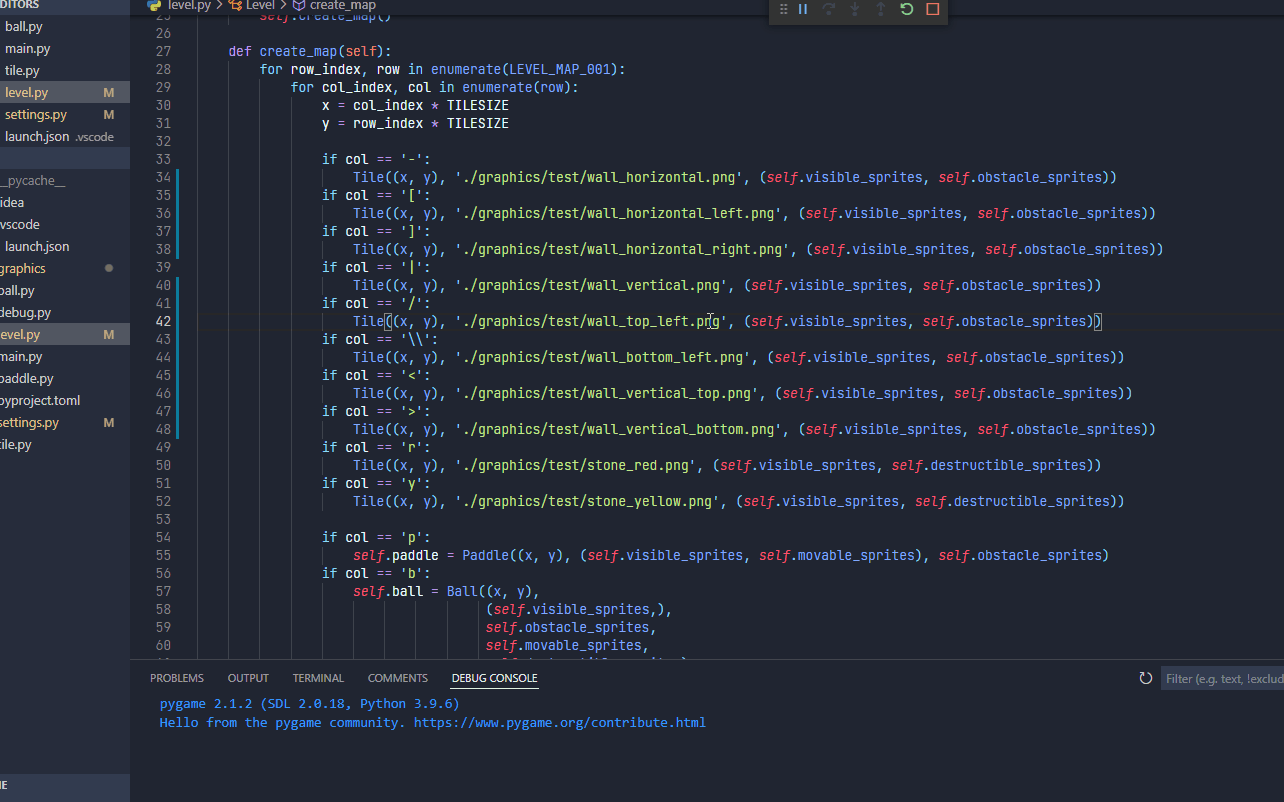 DITORS
ball.py
main.py
tile.py
level.py M
settings.py M
launch.json .vscode
__pycache__
idea
vscode
launch.json
graphics
ball.py
debug.py
level.py M
main.py
paddle.py
pyproject.toml
settings.py M
tile.py
NE
level.py > Level > create_map
25 self.create_map()
26
27 def create_map(self):
28 for row_index, row in enumerate(LEVEL_MAP_001):
29 for col_index, col in enumerate(row):
30 x = col_index * TILESIZE
31 y = row_index * TILESIZE
32
33 if col == '-':
34 Tile((x, y), './graphics/test/wall_horizontal.png', (self.visible_sprites, self.obstacle_sprites))
35 if col == '[':
36 Tile((x, y), './graphics/test/wall_horizontal_left.png', (self.visible_sprites, self.obstacle_sprites))
37 if col == ']':
38 Tile((x, y), './graphics/test/wall_horizontal_right.png', (self.visible_sprites, self.obstacle_sprites))
39 if col == '|':
40 Tile((x, y), './graphics/test/wall_vertical.png', (self.visible_sprites, self.obstacle_sprites))
41 if col == '/':
42 Tile((x, y), './graphics/test/wall_top_left.png', (self.visible_sprites, self.obstacle_sprites))
43 if col == '\\':
44 Tile((x, y), './graphics/test/wall_bottom_left.png', (self.visible_sprites, self.obstacle_sprites))
45 if col == '<':
46 Tile((x, y), './graphics/test/wall_vertical_top.png', (self.visible_sprites, self.obstacle_sprites))
47 if col == '>':
48 Tile((x, y), './graphics/test/wall_vertical_bottom.png', (self.visible_sprites, self.obstacle_sprites))
49 if col == 'r':
50 Tile((x, y), './graphics/test/stone_red.png', (self.visible_sprites, self.destructible_sprites))
51 if col == 'y':
52 Tile((x, y), './graphics/test/stone_yellow.png', (self.visible_sprites, self.destructible_sprites))
53
54 if col == 'p':
55 self.paddle = Paddle((x, y), (self.visible_sprites, self.movable_sprites), self.obstacle_sprites)
56 if col == 'b':
57 self.ball = Ball((x, y),
58 (self.visible_sprites,),
59 self.obstacle_sprites,
60 self.movable_sprites,
PROBLEMS OUTPUT TERMINAL COMMENTS DEBUG CONSOLE
Filter (e.g. text, !exclud
pygame 2.1.2 (SDL 2.0.18, Python 3.9.6)
Hello from the pygame community. https://www.pygame.org/contribute.html